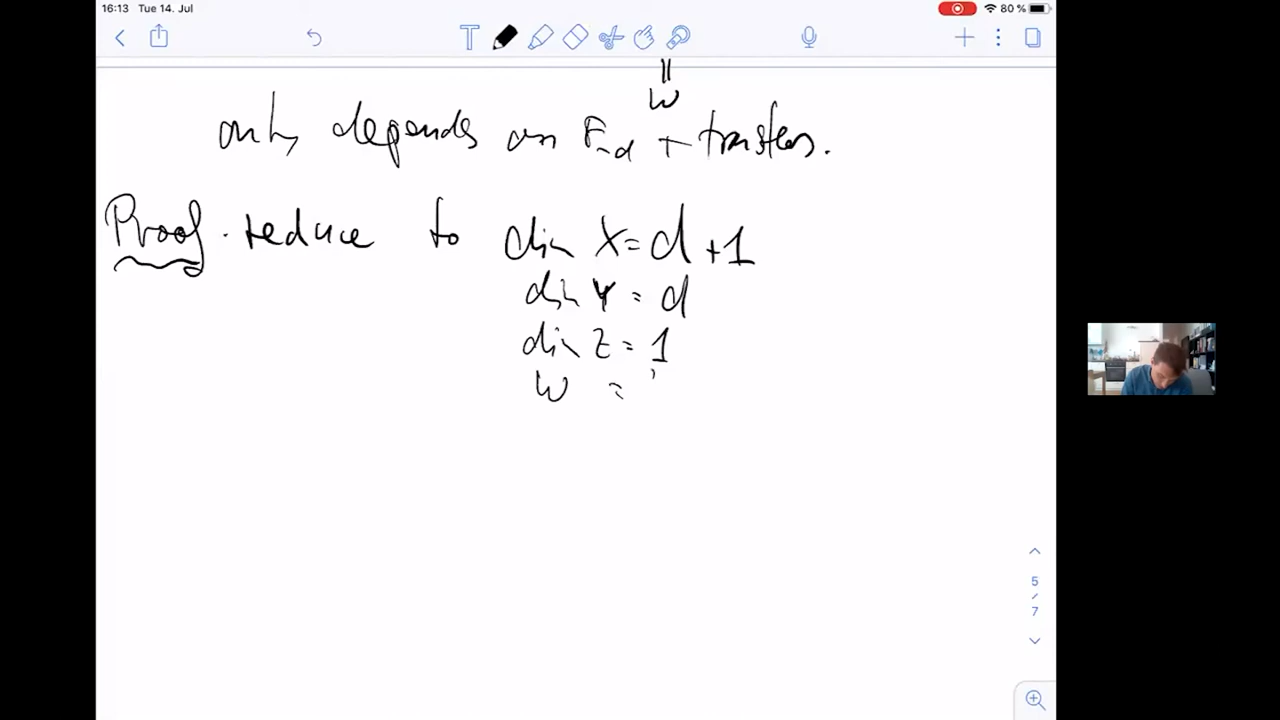 16:13 Tue 14. Jul
80 %
T
||
W
only depends on F_{-d} + transfers.
Proof. reduce to dim X = d+1
dim Y = d
dim Z = 1
W =
5
/
7